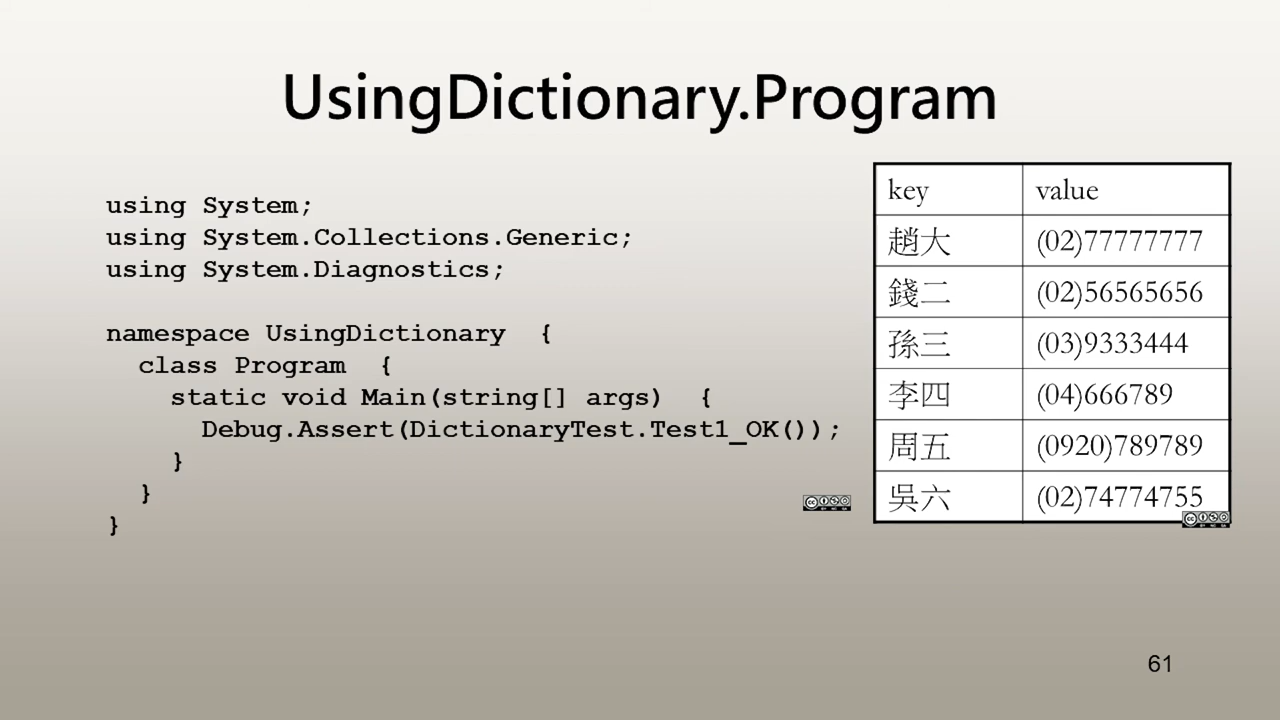 UsingDictionary.Program
using System;
using System.Collections.Generic;
using System.Diagnostics;
namespace UsingDictionary {
class Program {
static void Main(string[] args) {
Debug.Assert(DictionaryTest.Test1_OK());
}
}
}
key value
趙大 (02)77777777
錢二 (02)56565656
孫三 (03)9333444
李四 (04)666789
周五 (0920)789789
吳六 (02)74774755
61